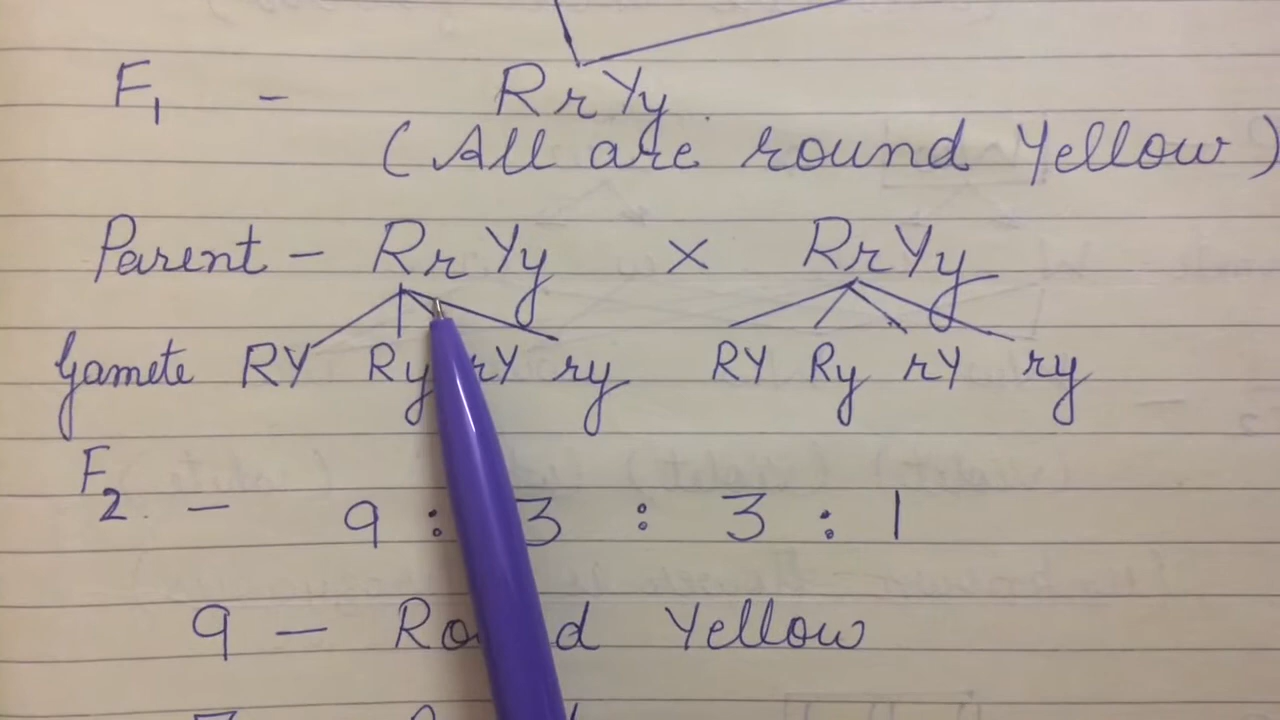 F1 - RrYy
(All are round Yellow)
Parent - RrYy × RrYy
Gamete RY Ry rY ry RY Ry rY ry
F2 - 9 : 3 : 3 : 1
9 - Round Yellow